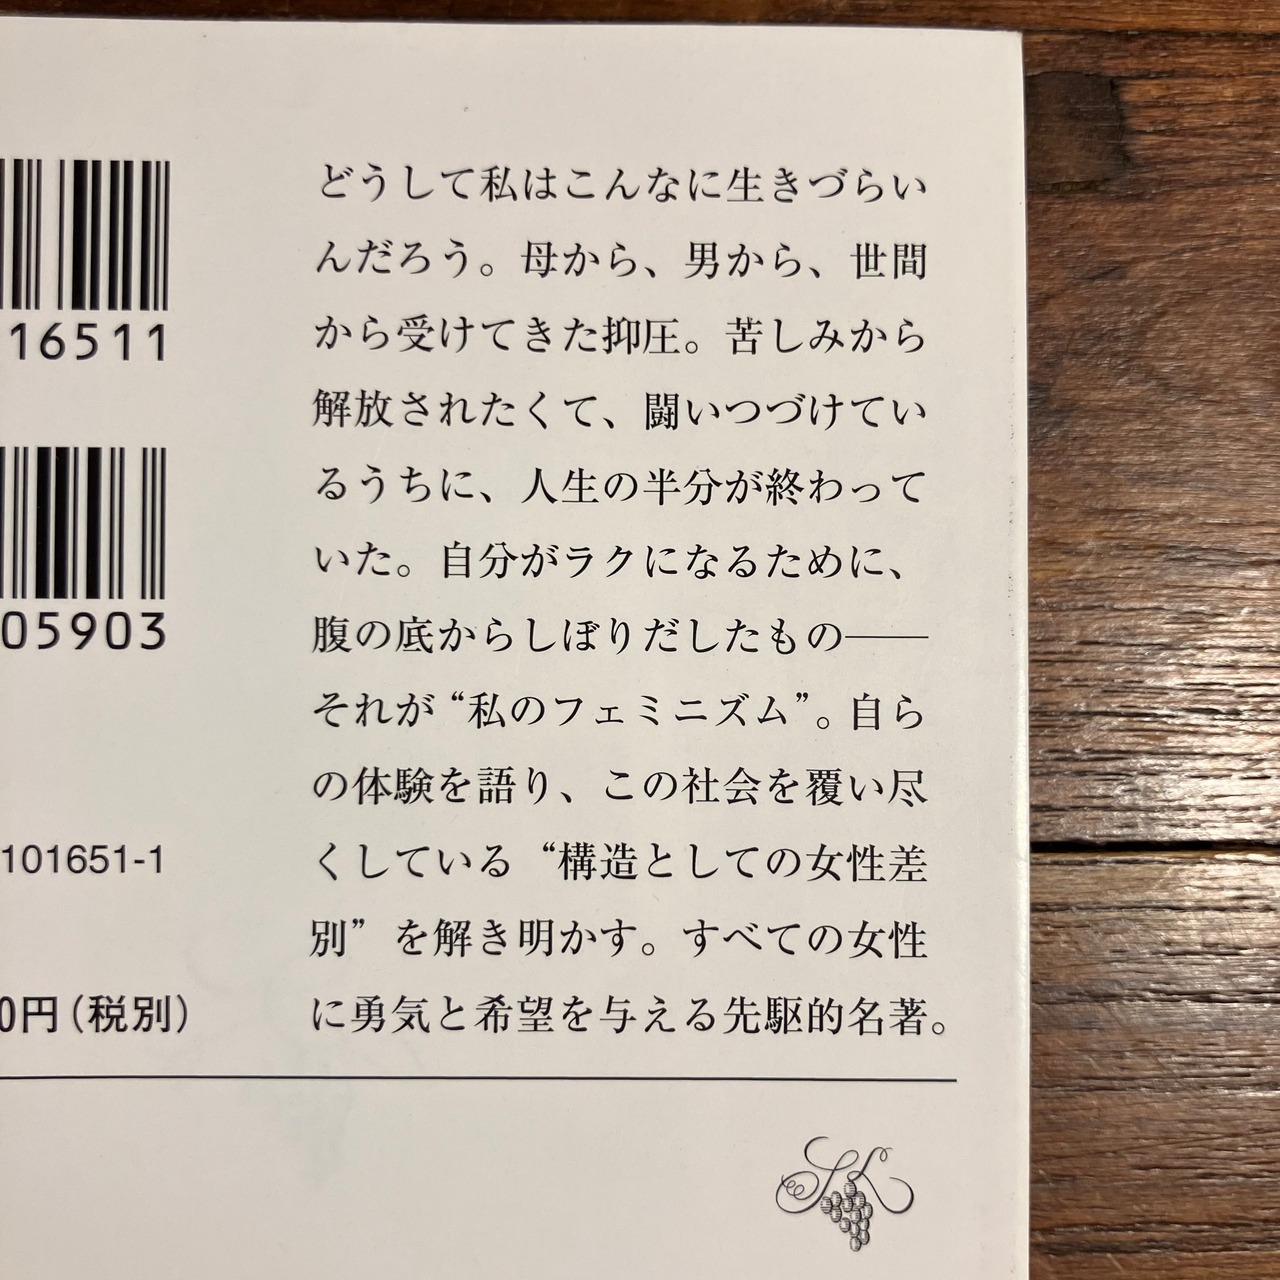 どうして私はこんなに生きづらい
んだろう。母から、男から、世間
から受けてきた抑圧。苦しみから
解放されたくて、闘いつづけてい
るうちに、人生の半分が終わって
いた。自分がラクになるために、
腹の底からしぼりだしたもの――
それが“私のフェミニズム”。自ら
の体験を語り、この社会を覆い尽
くしている“構造としての女性差
別”を解き明かす。すべての女性
に勇気と希望を与える先駆的名著。
16511
05903
101651-1
0円(税別)